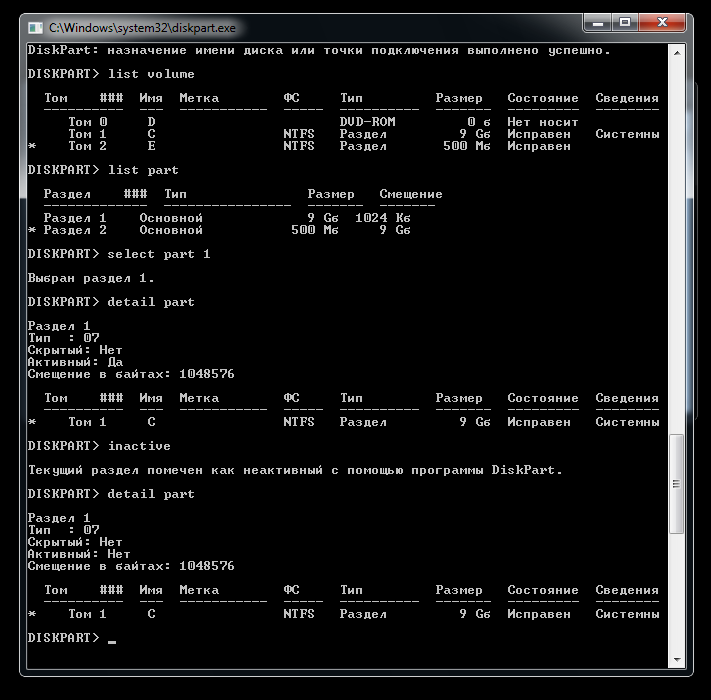 C:\Windows\system32\diskpart.exe
DiskPart: назначение имени диска или точки подключения выполнено успешно.
DISKPART> list volume
Том ### Имя Метка ФС Тип Размер Состояние Сведения
Том 0 D DVD-ROM 0 б Нет носит
Том 1 C NTFS Раздел 9 Gб Исправен Системны
* Том 2 E NTFS Раздел 500 Мб Исправен
DISKPART> list part
Раздел ### Тип Размер Смещение
Раздел 1 Основной 9 Gб 1024 Кб
* Раздел 2 Основной 500 Мб 9 Gб
DISKPART> select part 1
Выбран раздел 1.
DISKPART> detail part
Раздел 1
Тип : 07
Скрытый: Нет
Активный: Да
Смещение в байтах: 1048576
Том ### Имя Метка ФС Тип Размер Состояние Сведения
* Том 1 C NTFS Раздел 9 Gб Исправен Системны
DISKPART> inactive
Текущий раздел помечен как неактивный с помощью программы DiskPart.
DISKPART> detail part
Раздел 1
Тип : 07
Скрытый: Нет
Активный: Нет
Смещение в байтах: 1048576
Том ### Имя Метка ФС Тип Размер Состояние Сведения
* Том 1 C NTFS Раздел 9 Gб Исправен Системны
DISKPART> _